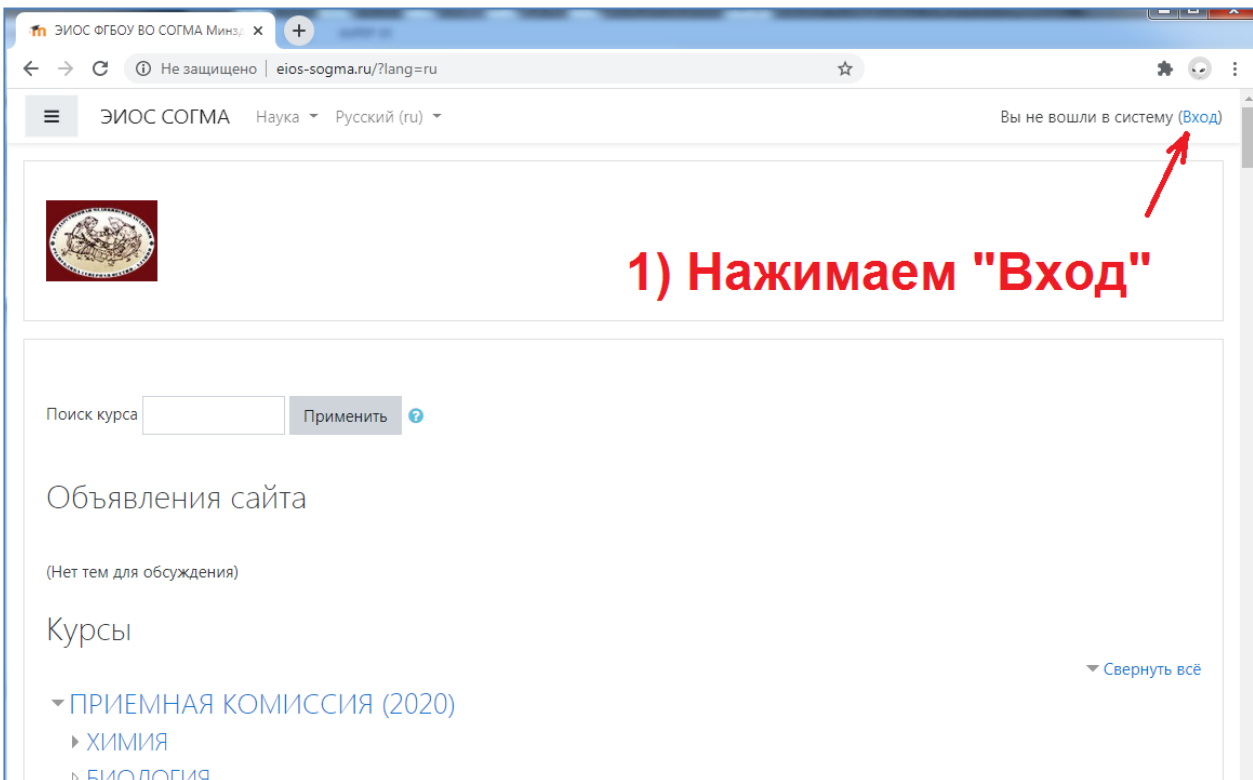 ЭИОС ФГБОУ ВО СОГМА Минз
Не защищено | eios-sogma.ru/?lang=ru
ЭИОС СОГМА Наука Русский (ru) Вы не вошли в систему (Вход)
1) Нажимаем "Вход"
Поиск курса Применить ?
Объявления сайта
(Нет тем для обсуждения)
Курсы
Свернуть всё
ПРИЕМНАЯ КОМИССИЯ (2020)
ХИМИЯ
БИОЛОГИЯ